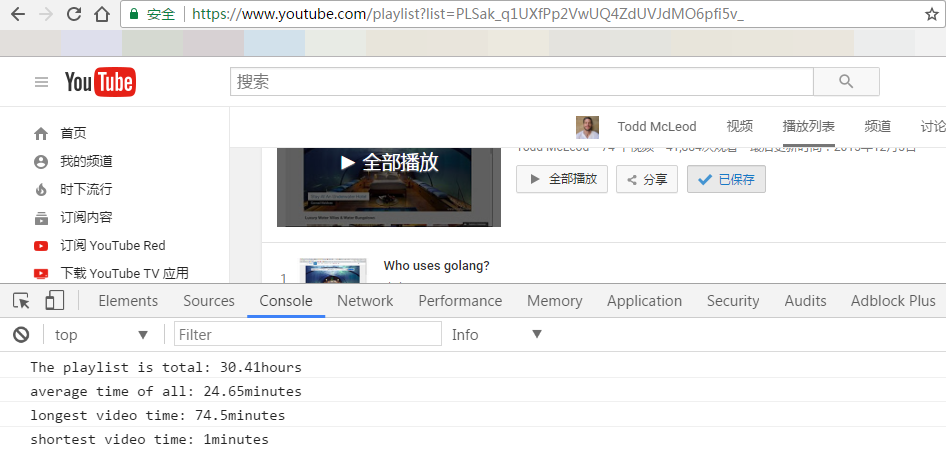 安全 https://www.youtube.com/playlist?list=PLSak_q1UXfPp2VwUQ4ZdUVJdMO6pfi5v_
YouTube
搜索
Todd McLeod 视频 播放列表 频道 讨论
首页
我的频道
时下流行
订阅内容
订阅 YouTube Red
下载 YouTube TV 应用
全部播放
全部播放 分享 已保存
1 Who uses golang?
Elements Sources Console Network Performance Memory Application Security Audits Adblock Plus
top Filter Info
The playlist is total: 30.41hours
average time of all: 24.65minutes
longest video time: 74.5minutes
shortest video time: 1minutes